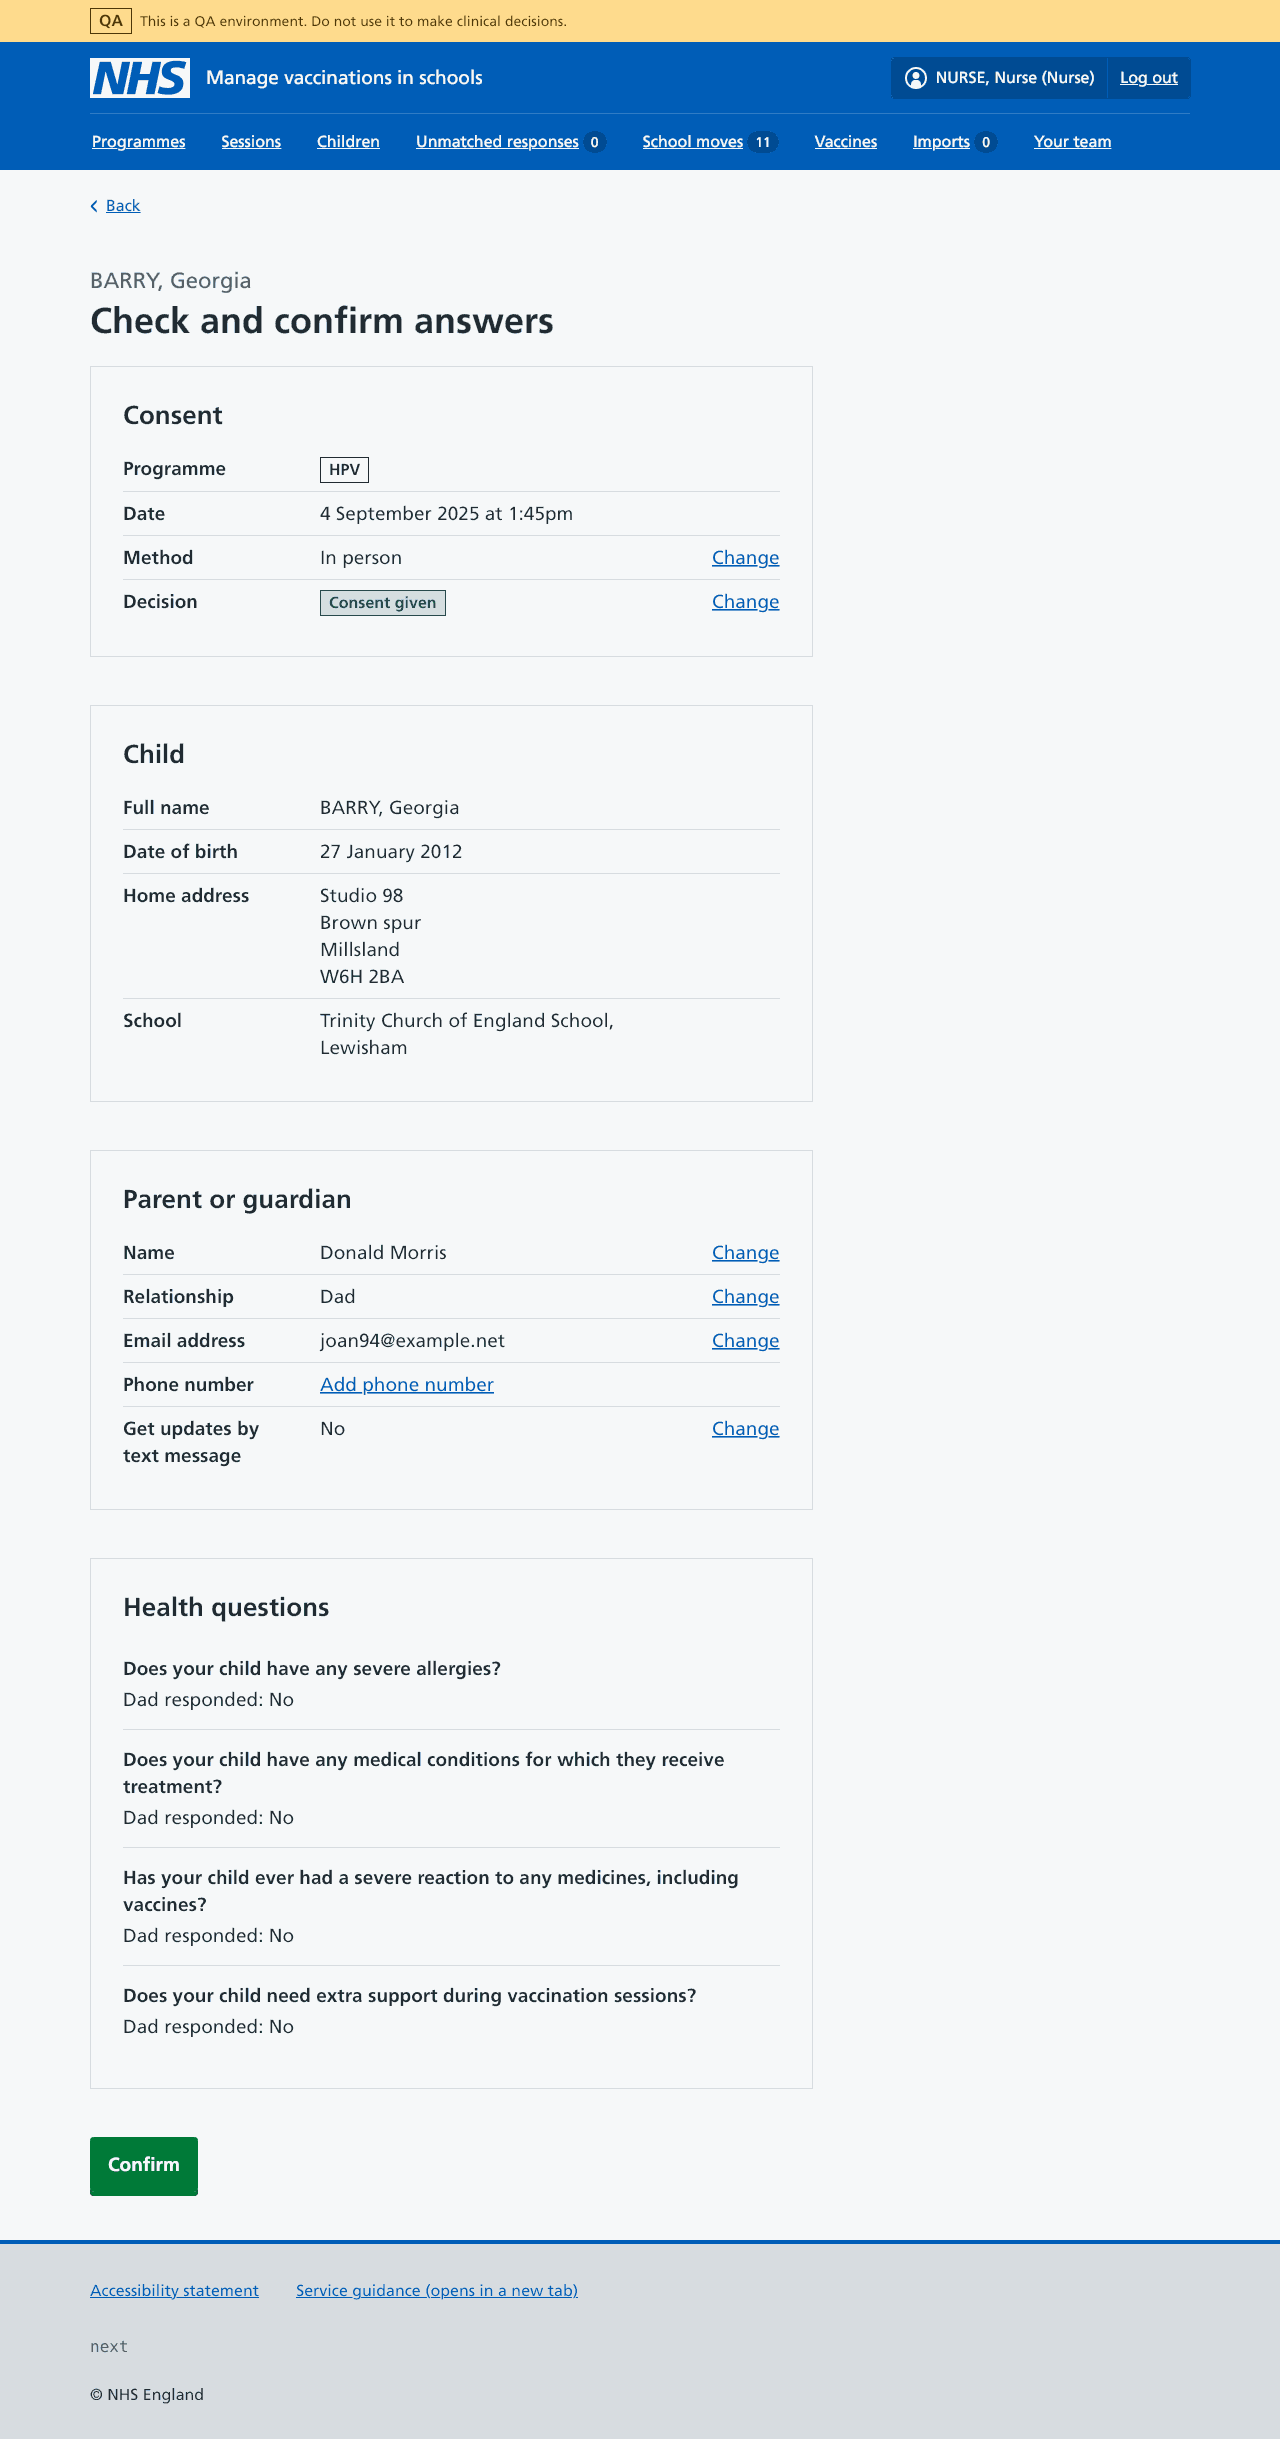 QA This is a QA environment. Do not use it to make clinical decisions.
NHS Manage vaccinations in schools NURSE, Nurse (Nurse) Log out
Programmes Sessions Children Unmatched responses 0 School moves 11 Vaccines Imports 0 Your team
Back
BARRY, Georgia
Check and confirm answers
Consent
Programme HPV
Date 4 September 2025 at 1:45pm
Method In person Change
Decision Consent given Change
Child
Full name BARRY, Georgia
Date of birth 27 January 2012
Home address Studio 98
Brown spur
Millsland
W6H 2BA
School Trinity Church of England School,
Lewisham
Parent or guardian
Name Donald Morris Change
Relationship Dad Change
Email address joan94@example.net Change
Phone number Add phone number
Get updates by No Change
text message
Health questions
Does your child have any severe allergies?
Dad responded: No
Does your child have any medical conditions for which they receive
treatment?
Dad responded: No
Has your child ever had a severe reaction to any medicines, including
vaccines?
Dad responded: No
Does your child need extra support during vaccination sessions?
Dad responded: No
Confirm
Accessibility statement Service guidance (opens in a new tab)
next
© NHS England